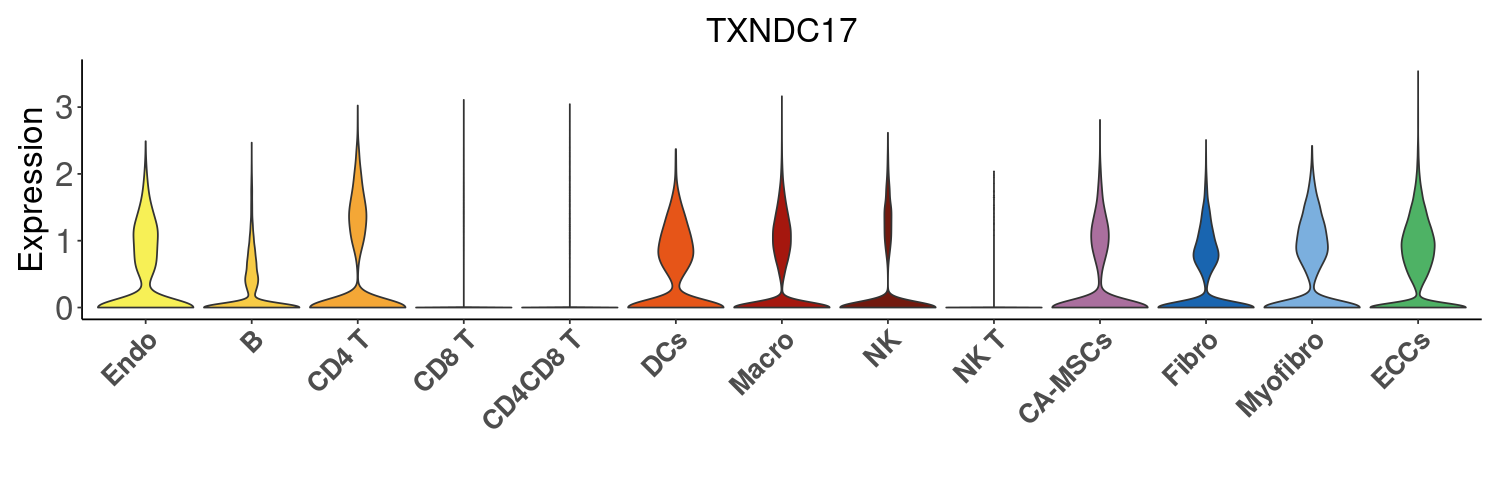 TXNDC17
Expression
3
2
1
0
Endo
B
CD4 T
CD8 T
CD4CD8 T
DCs
Macro
NK
NK T
CA-MSCs
Fibro
Myofibro
ECCs